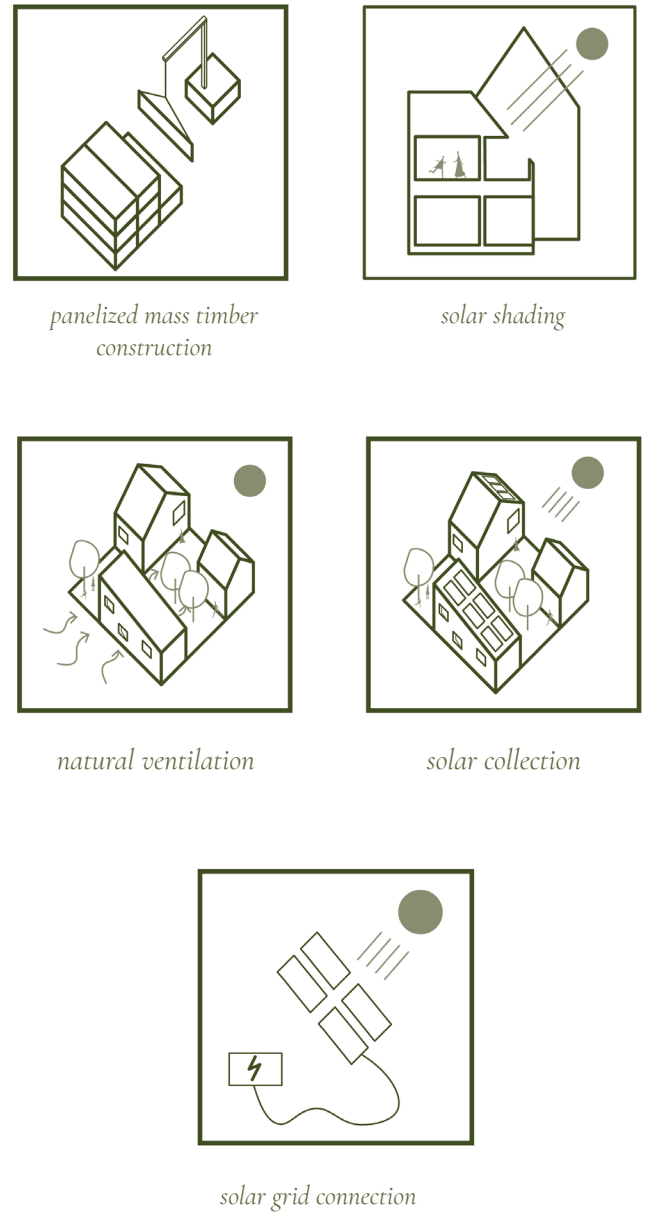 panelized mass timber
construction
solar shading
natural ventilation
solar collection
solar grid connection